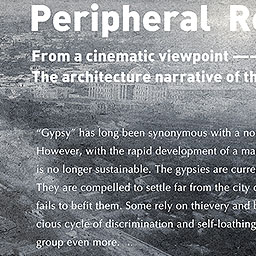 Peripheral R
From a cinematic viewpoint ——
The architecture narrative of th
“Gypsy” has long been synonymous with a no
However, with the rapid development of a ma
is no longer sustainable. The gypsies are curre
They are compelled to settle far from the city
fails to befit them. Some rely on thievery and
cious cycle of discrimination and self-loathing
group even more.